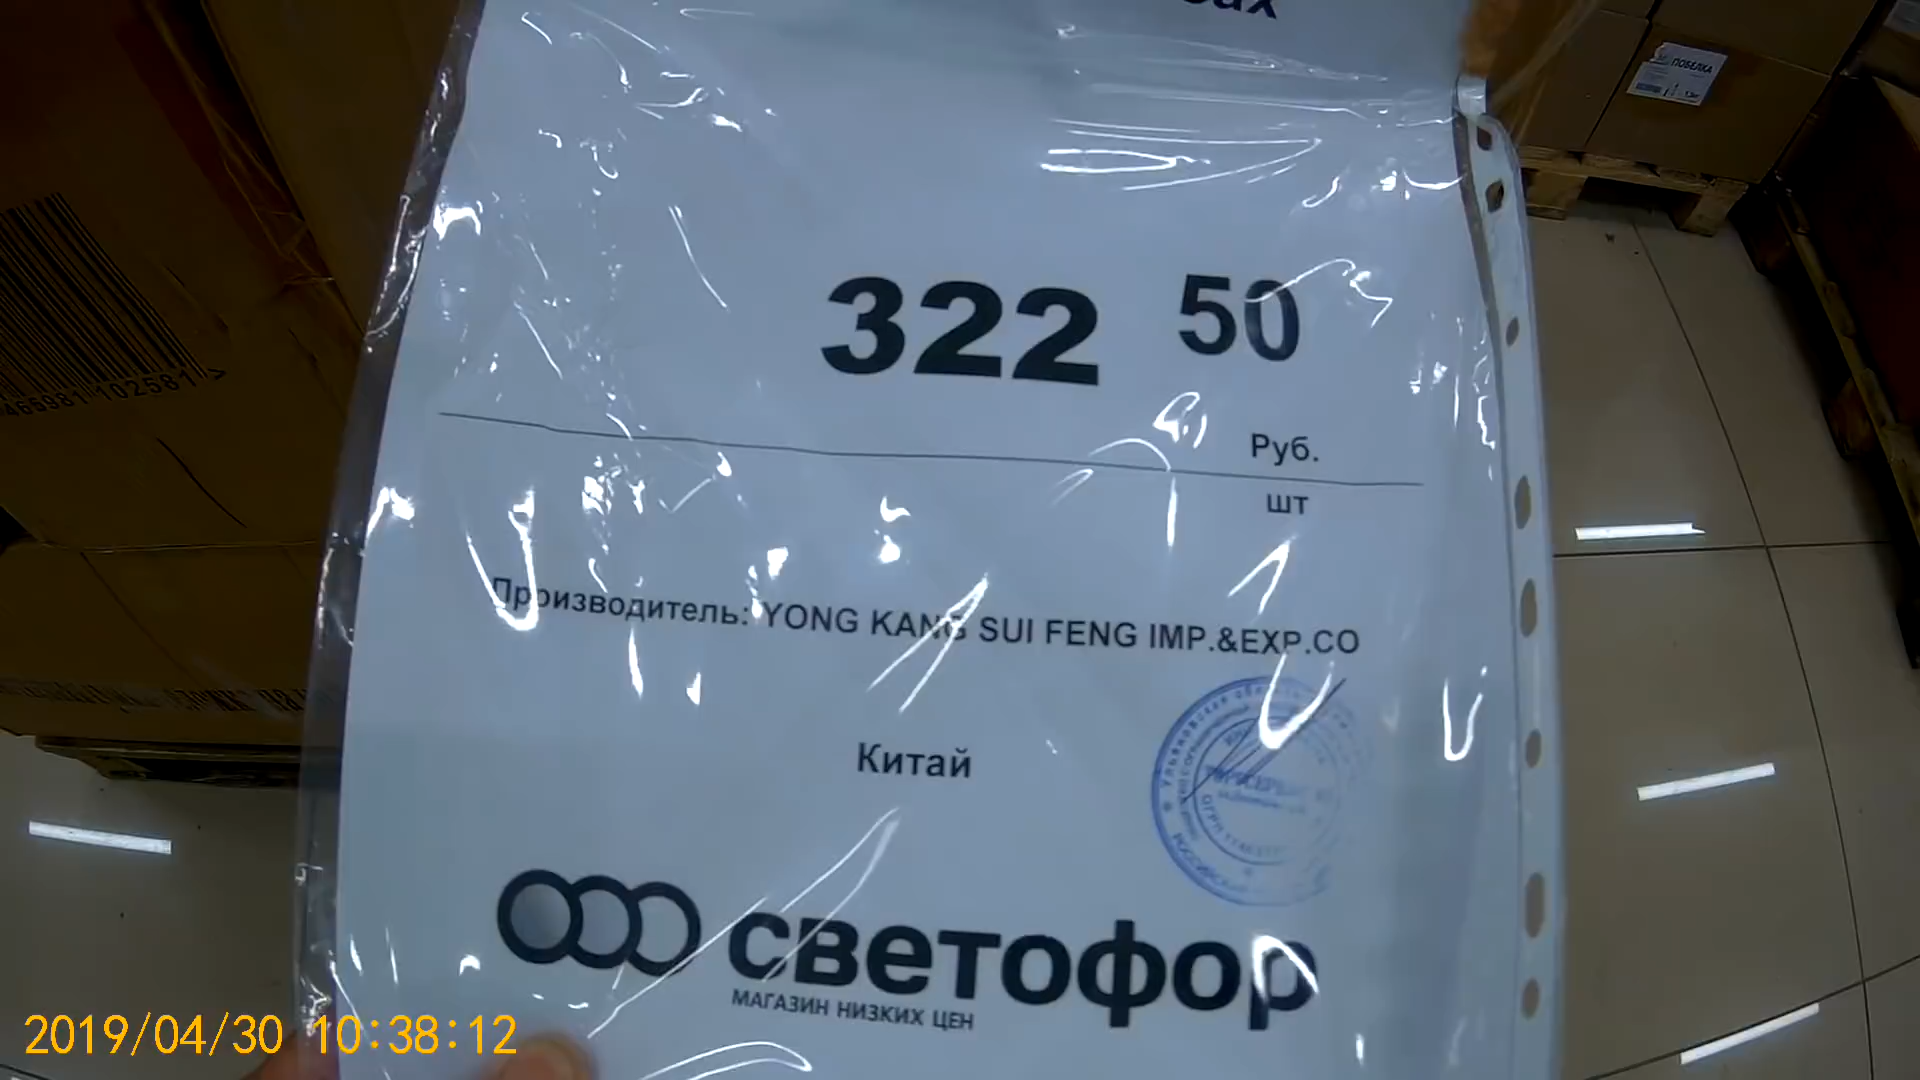 322 50
Руб.
шт
Производитель: YONG KANG SUI FENG IMP.&EXP.CO
Китай
светофор
МАГАЗИН НИЗКИХ ЦЕН
ПОБЕЛКА
2019/04/30 10:38:12